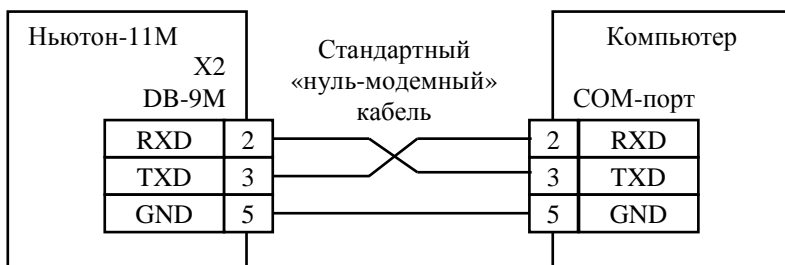 Ньютон-11М
Х2
DB-9M
RXD 2
TXD 3
GND 5
Стандартный
«нуль-модемный»
кабель
Компьютер
COM-порт
2 RXD
3 TXD
5 GND